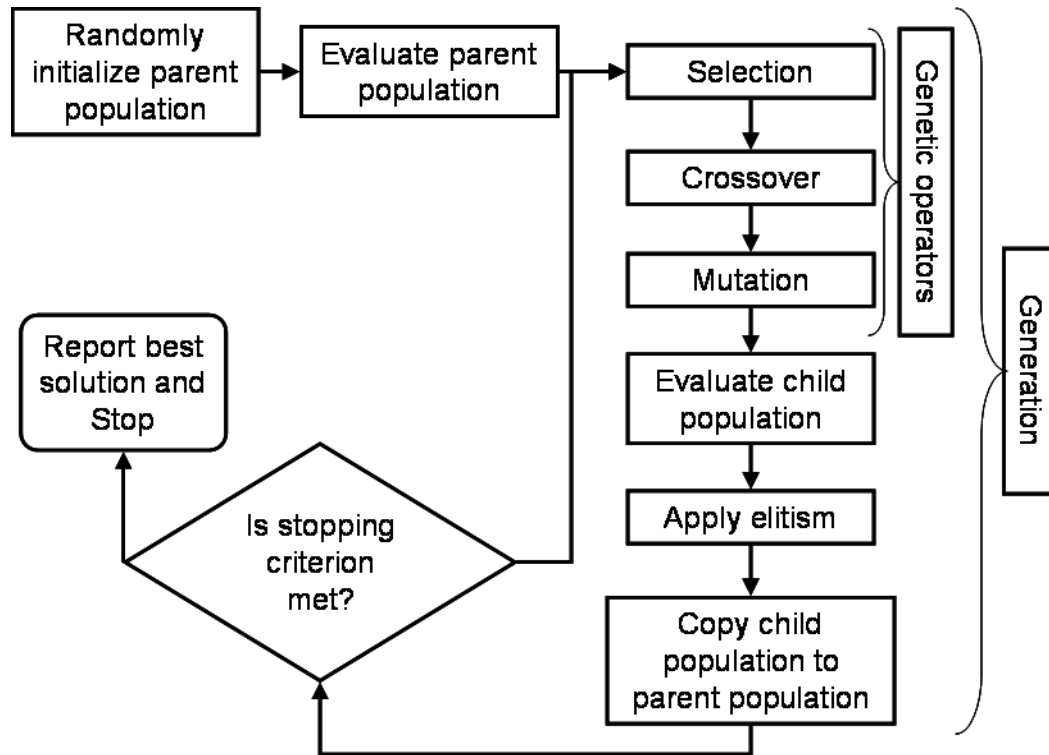 Randomly
initialize parent
population
Evaluate parent
population
Selection
Crossover
Mutation
Genetic operators
Evaluate child
population
Apply elitism
Copy child
population to
parent population
Generation
Is stopping
criterion
met?
Report best
solution and
Stop